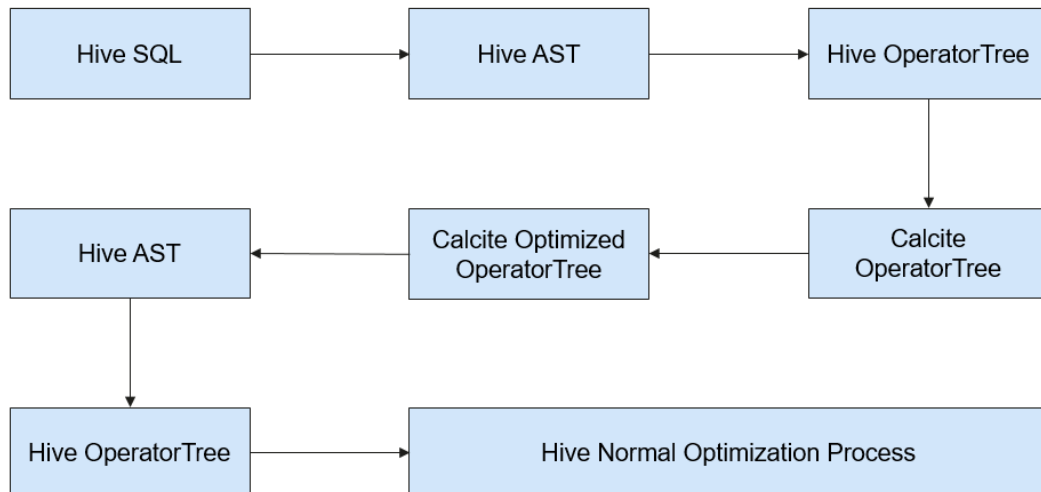 Hive SQL
Hive AST
Hive OperatorTree
Calcite
OperatorTree
Calcite Optimized
OperatorTree
Hive AST
Hive OperatorTree
Hive Normal Optimization Process